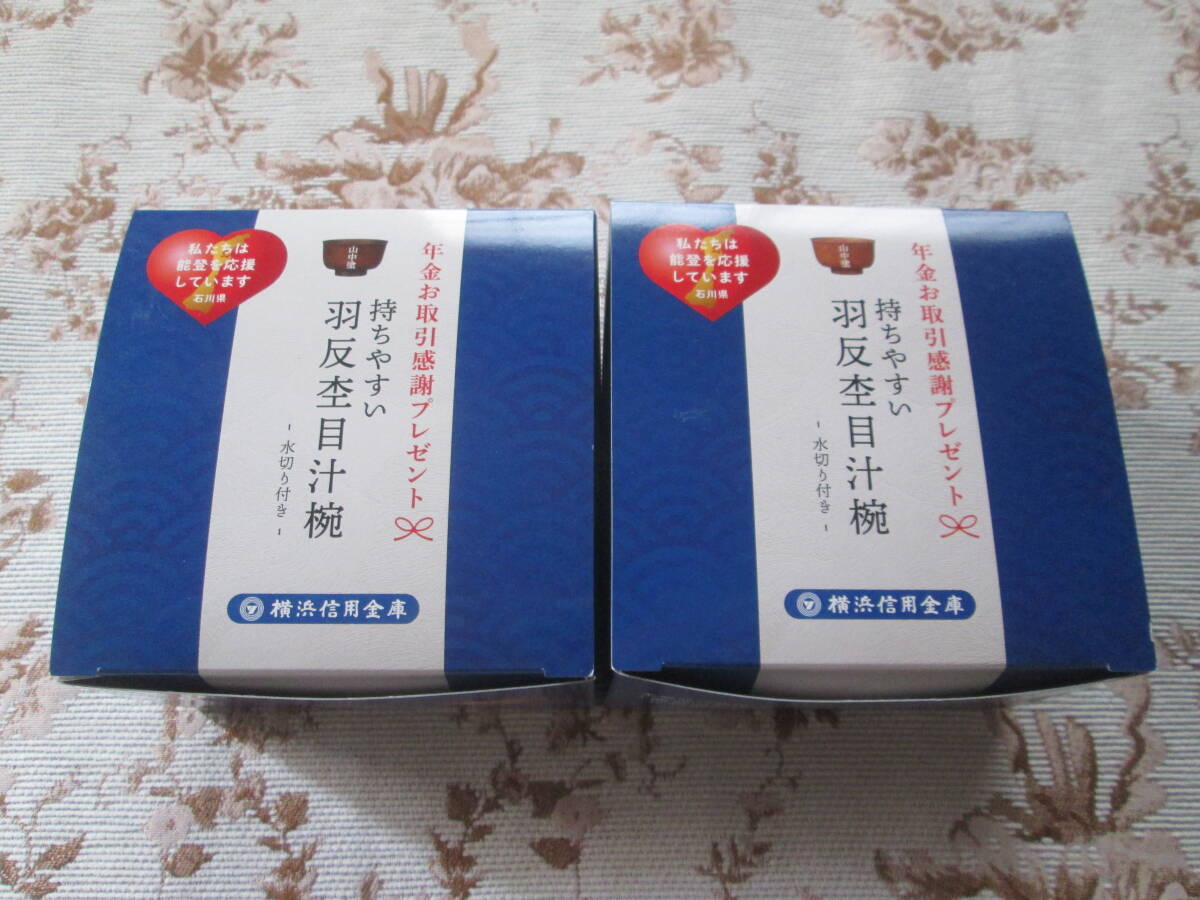 私たちは
能登を応援
しています
石川県
山中塗
年金お取引感謝プレゼント
持ちやすい
羽反杢目汁椀
-水切り付き-
横浜信用金庫
私たちは
能登を応援
しています
石川県
山中塗
年金お取引感謝プレゼント
持ちやすい
羽反杢目汁椀
-水切り付き-
横浜信用金庫